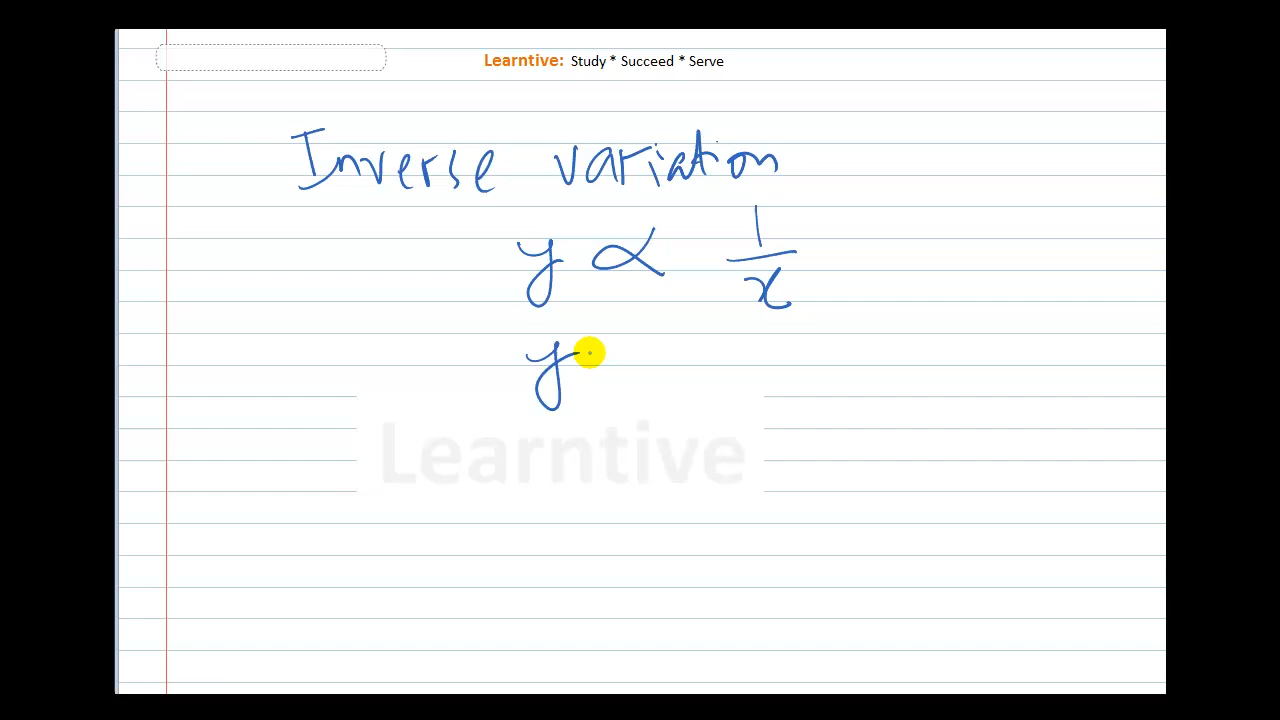 Learntive: Study * Succeed * Serve
Inverse variation
y ∝ 1/x
y
Learntive